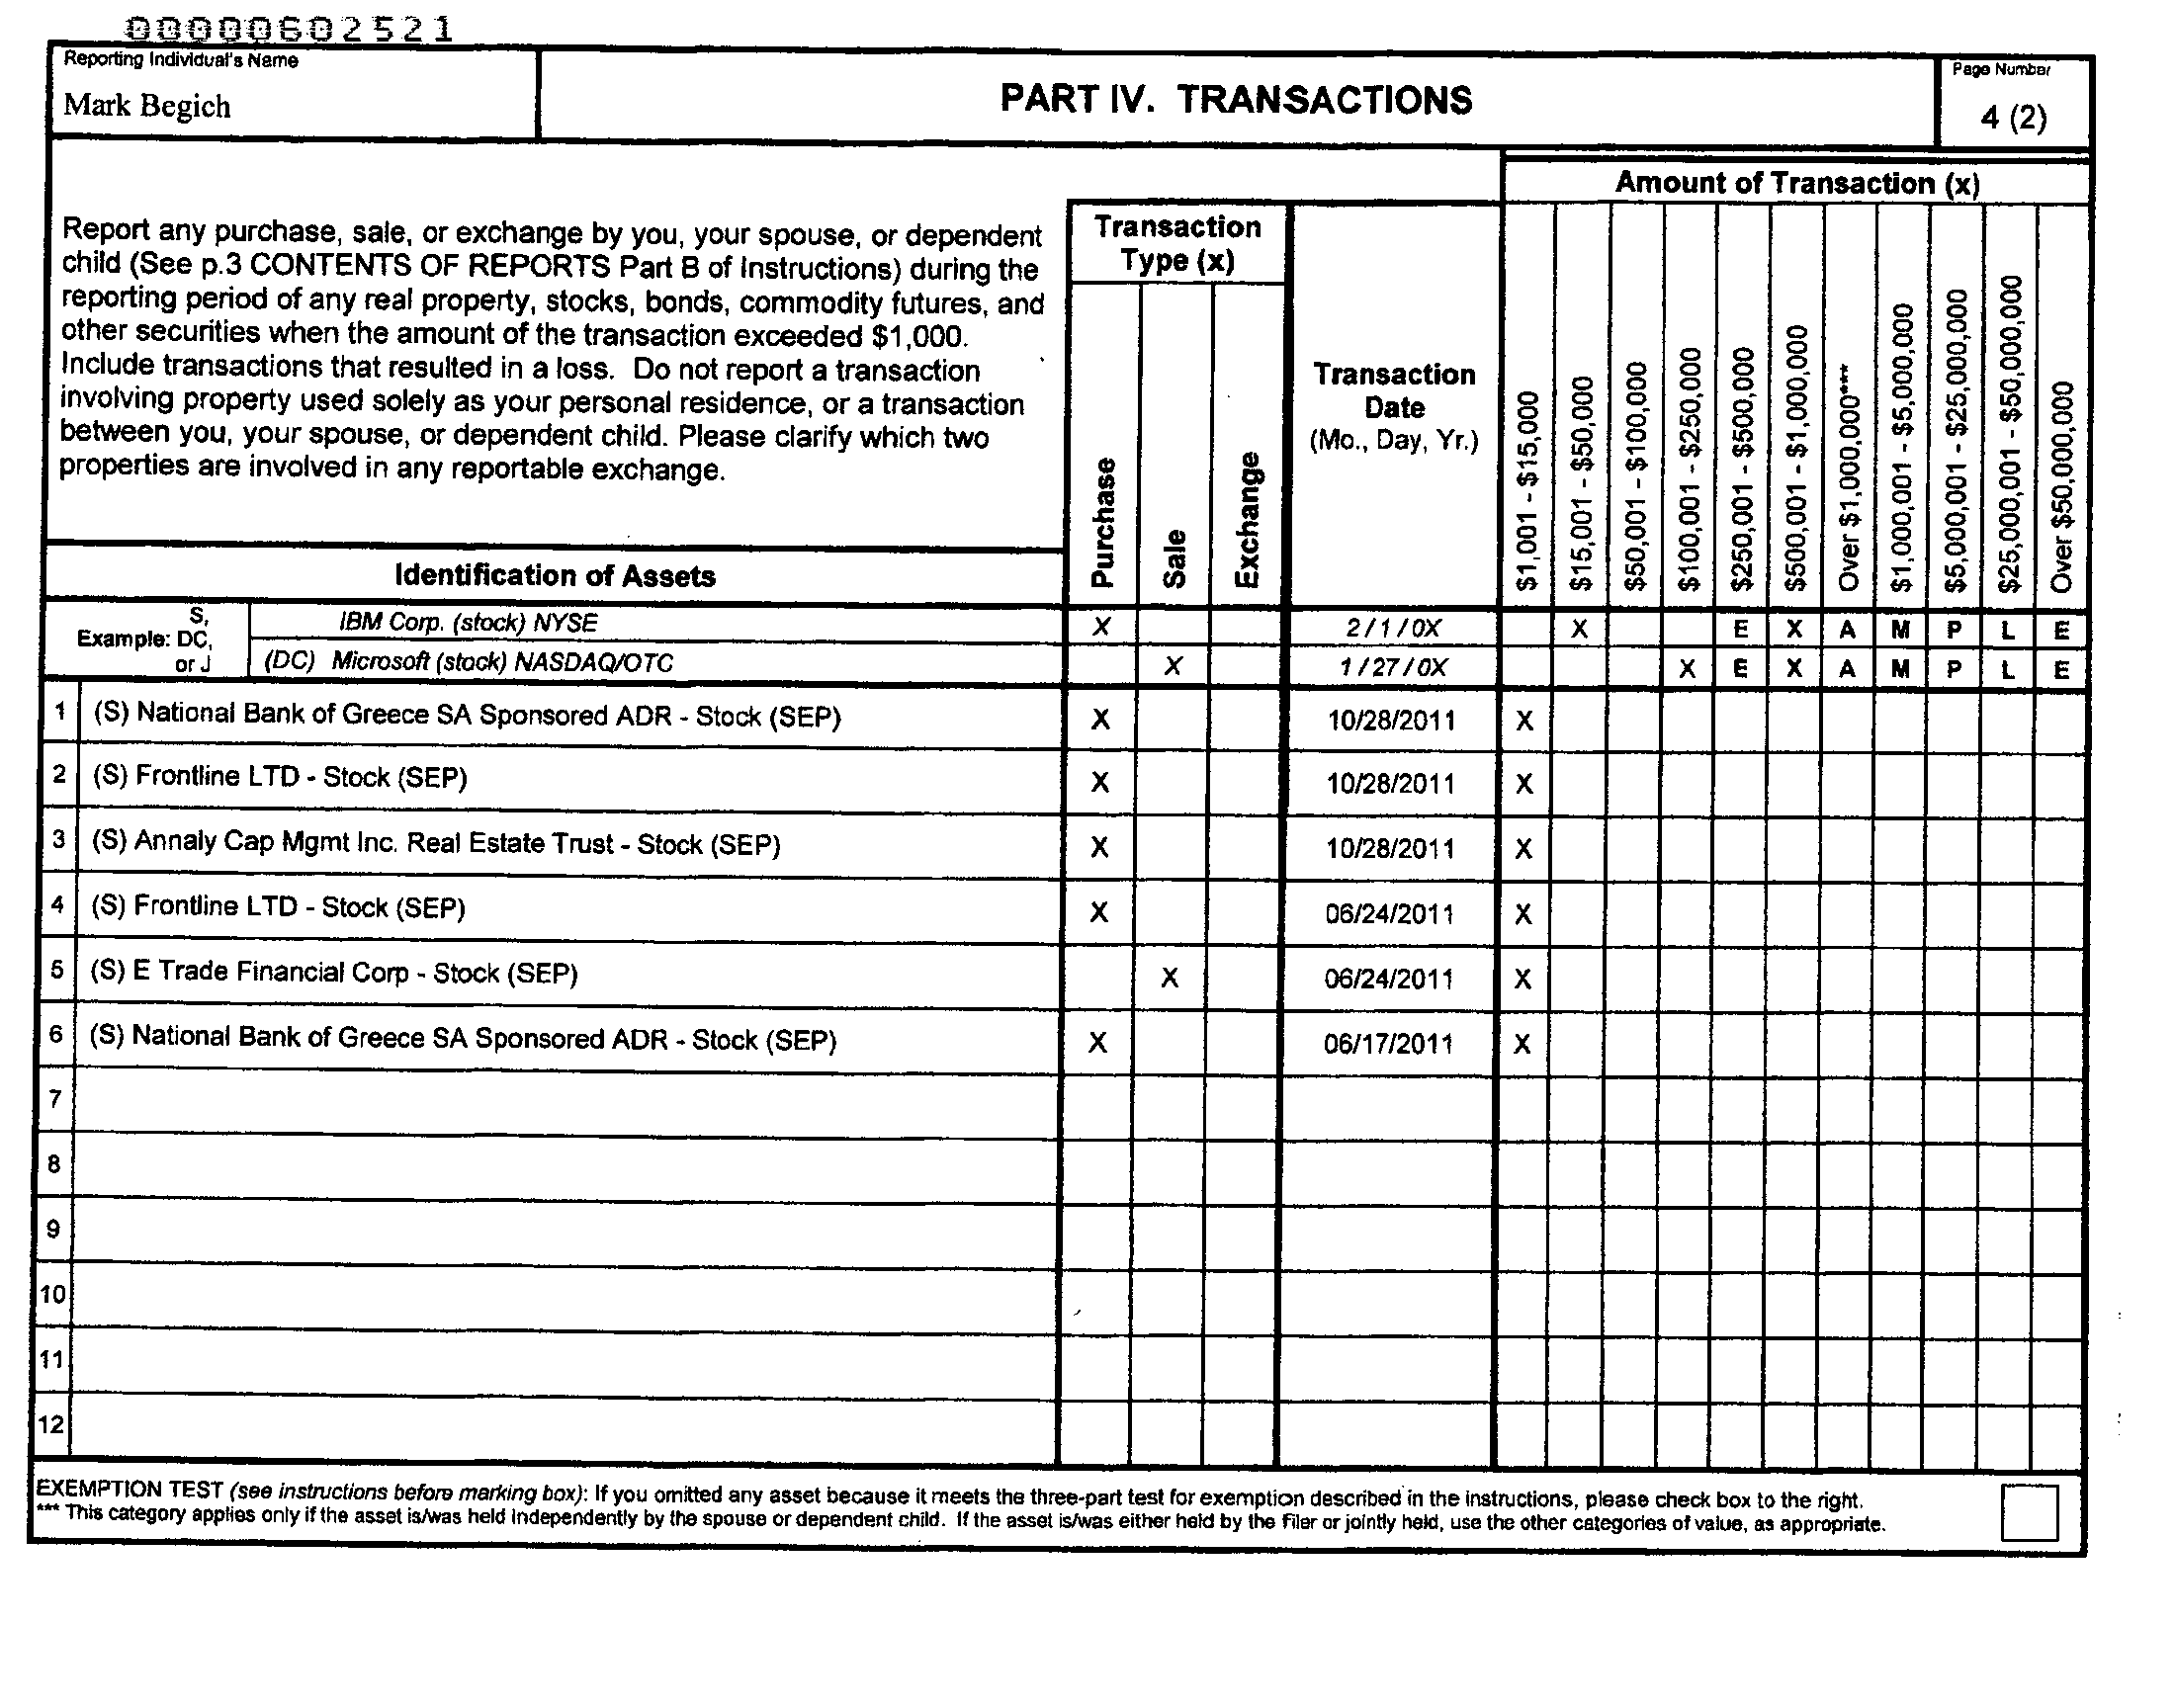 00000602521
Reporting Individual's Name
Mark Begich
PART IV. TRANSACTIONS
Page Number
4 (2)
Report any purchase, sale, or exchange by you, your spouse, or dependent
child (See p.3 CONTENTS OF REPORTS Part B of Instructions) during the
reporting period of any real property, stocks, bonds, commodity futures, and
other securities when the amount of the transaction exceeded $1,000.
Include transactions that resulted in a loss. Do not report a transaction
involving property used solely as your personal residence, or a transaction
between you, your spouse, or dependent child. Please clarify which two
properties are involved in any reportable exchange.
Identification of Assets
Transaction
Type (x)
Purchase
Sale
Exchange
Transaction
Date
(Mo., Day, Yr.)
Amount of Transaction (x)
$1,001 - $15,000
$15,001 - $50,000
$50,001 - $100,000
$100,001 - $250,000
$250,001 - $500,000
$500,001 - $1,000,000
Over $1,000,000***
$1,000,001 - $5,000,000
$5,000,001 - $25,000,000
$25,000,001 - $50,000,000
Over $50,000,000
Example: S,
DC,
or J
IBM Corp. (stock) NYSE X 2/1/0X X E X A M P L E
(DC) Microsoft (stock) NASDAQ/OTC X 1/27/0X X E X A M P L E
1 (S) National Bank of Greece SA Sponsored ADR - Stock (SEP) X 10/28/2011 X
2 (S) Frontline LTD - Stock (SEP) X 10/28/2011 X
3 (S) Annaly Cap Mgmt Inc. Real Estate Trust - Stock (SEP) X 10/28/2011 X
4 (S) Frontline LTD - Stock (SEP) X 06/24/2011 X
5 (S) E Trade Financial Corp - Stock (SEP) X 06/24/2011 X
6 (S) National Bank of Greece SA Sponsored ADR - Stock (SEP) X 06/17/2011 X
7
8
9
10
11
12
EXEMPTION TEST (see instructions before marking box): If you omitted any asset because it meets the three-part test for exemption described in the instructions, please check box to the right.
*** This category applies only if the asset is/was held independently by the spouse or dependent child. If the asset is/was either held by the filer or jointly held, use the other categories of value, as appropriate.